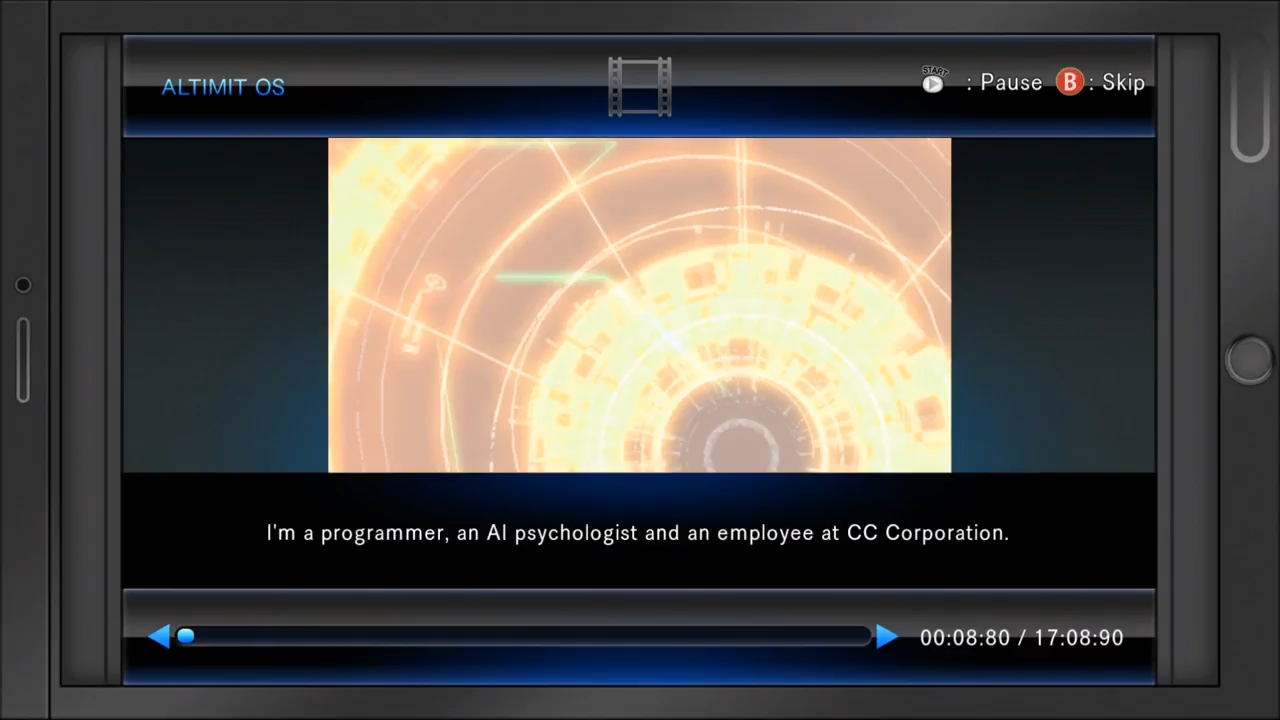 ALTIMIT OS
START : Pause B : Skip
I'm a programmer, an AI psychologist and an employee at CC Corporation.
00:08:80 / 17:08:90